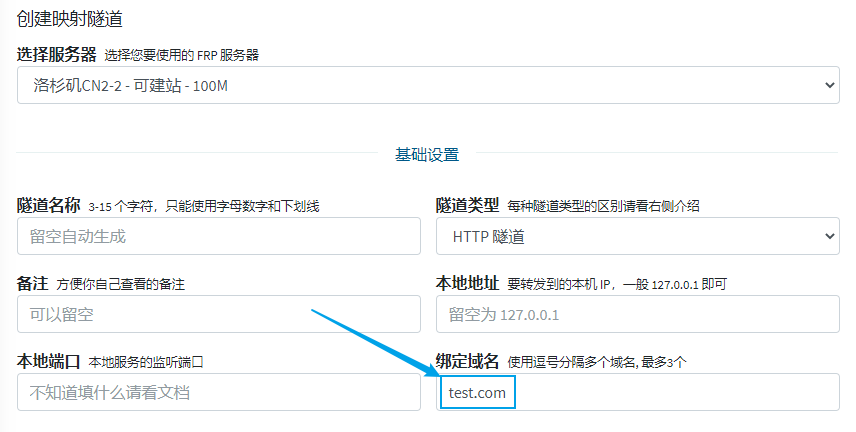 创建映射隧道
选择服务器 选择您要使用的 FRP 服务器
洛杉矶CN2-2 - 可建站 - 100M
基础设置
隧道名称 3-15 个字符，只能使用字母数字和下划线
留空自动生成
隧道类型 每种隧道类型的区别请看右侧介绍
HTTP 隧道
备注 方便你自己查看的备注
可以留空
本地地址 要转发到的本机 IP，一般 127.0.0.1 即可
留空为 127.0.0.1
本地端口 本地服务的监听端口
不知道填什么请看文档
绑定域名 使用逗号分隔多个域名, 最多3个
test.com